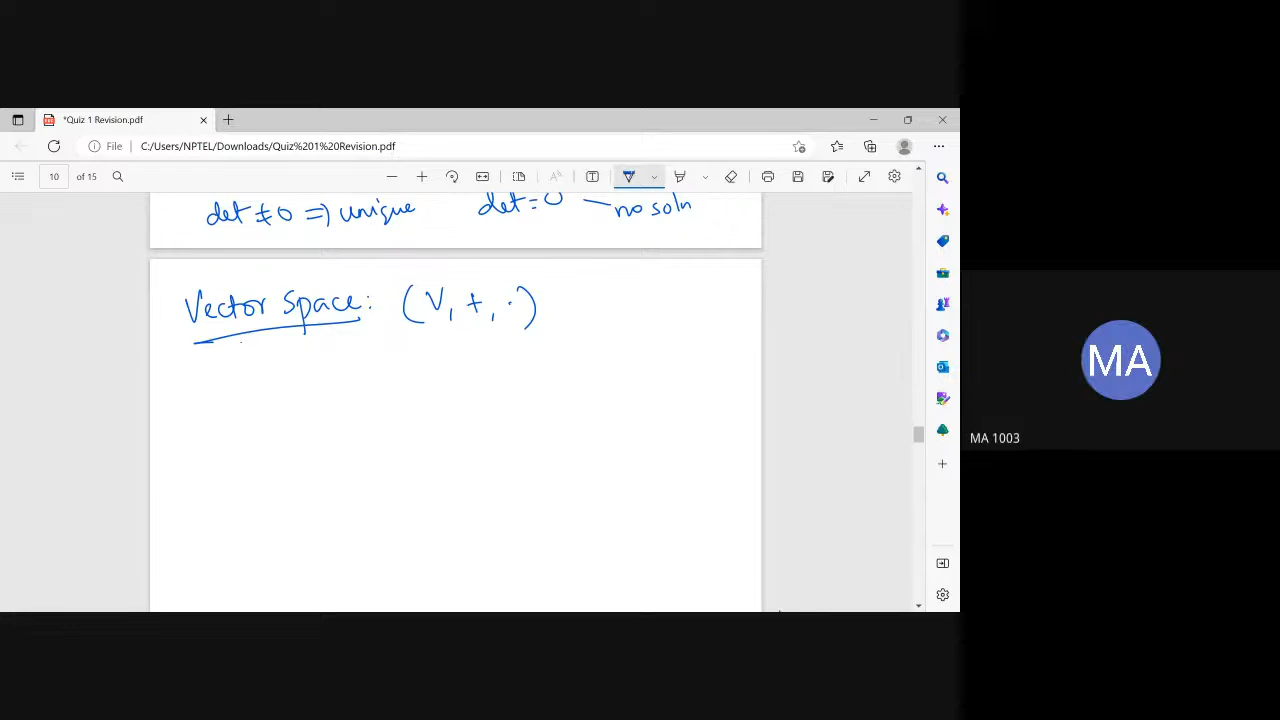 *Quiz 1 Revision.pdf
File
C:/Users/NPTEL/Downloads/Quiz%201%20Revision.pdf
10 of 15
det ≠ 0 ⇒ unique det = 0 — no soln
Vector Space: (V, +, ·)
MA
MA 1003